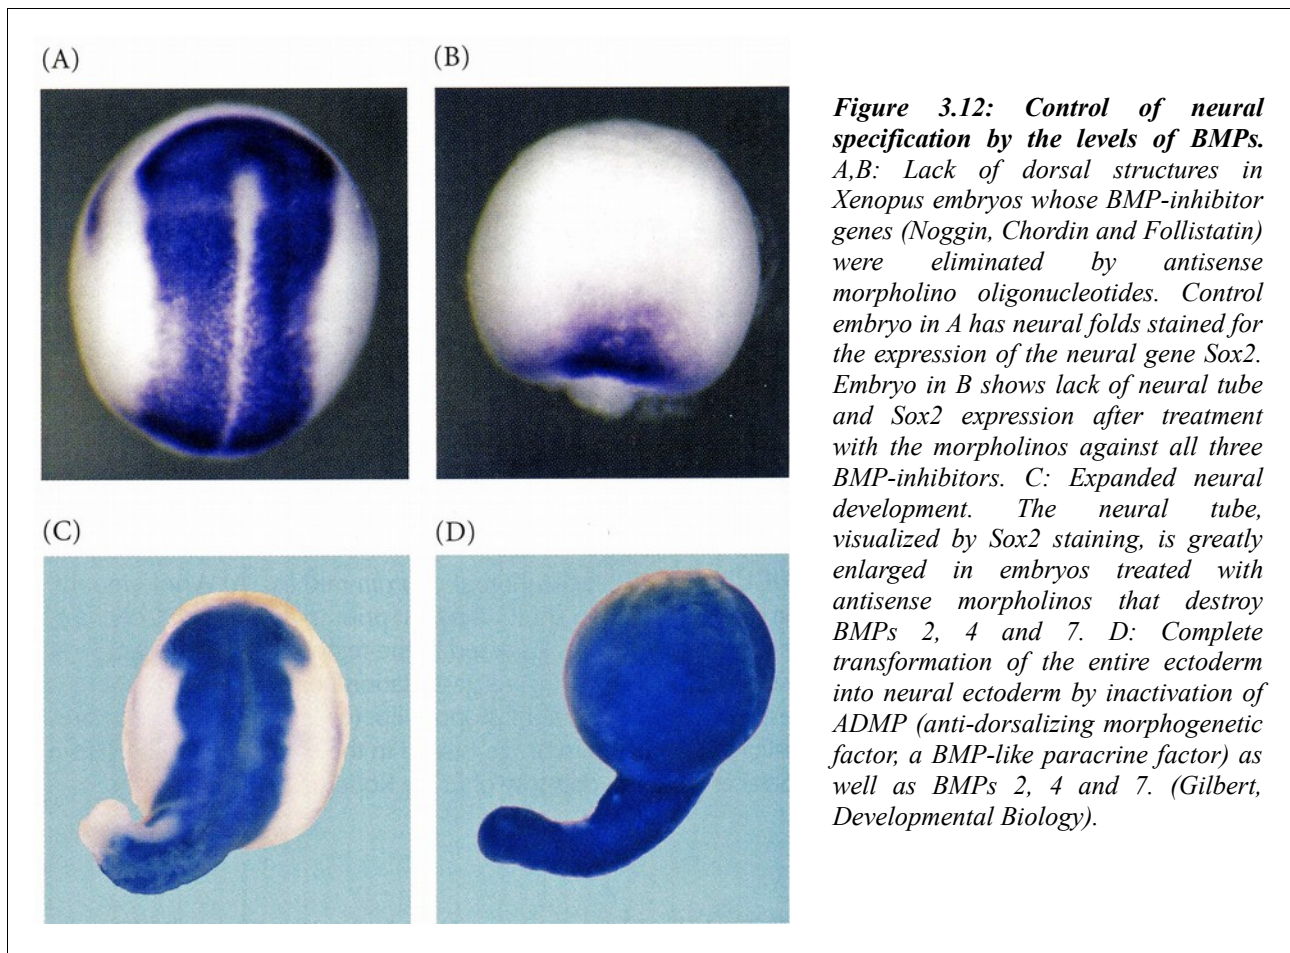 (A)
(B)
(C)
(D)
Figure 3.12: Control of neural
specification by the levels of BMPs.
A,B: Lack of dorsal structures in
Xenopus embryos whose BMP-inhibitor
genes (Noggin, Chordin and Follistatin)
were eliminated by antisense
morpholino oligonucleotides. Control
embryo in A has neural folds stained for
the expression of the neural gene Sox2.
Embryo in B shows lack of neural tube
and Sox2 expression after treatment
with the morpholinos against all three
BMP-inhibitors. C: Expanded neural
development. The neural tube,
visualized by Sox2 staining, is greatly
enlarged in embryos treated with
antisense morpholinos that destroy
BMPs 2, 4 and 7. D: Complete
transformation of the entire ectoderm
into neural ectoderm by inactivation of
ADMP (anti-dorsalizing morphogenetic
factor, a BMP-like paracrine factor) as
well as BMPs 2, 4 and 7. (Gilbert,
Developmental Biology).